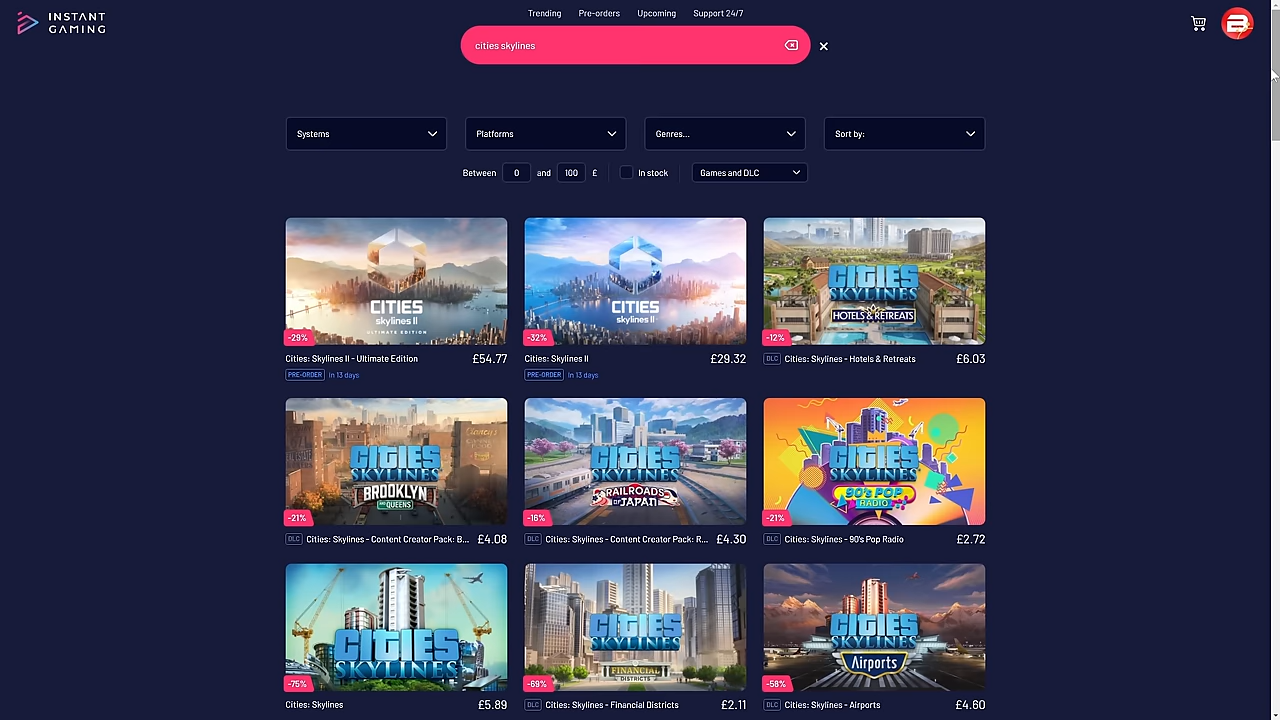 INSTANT
GAMING
Trending Pre-orders Upcoming Support 24/7
cities skylines
Systems Platforms Genres... Sort by:
Between 0 and 100 £ In stock Games and DLC
CITIES
skylines II
ULTIMATE EDITION
-29%
Cities: Skylines II - Ultimate Edition £54.77
PRE-ORDER In 13 days
CITIES
skylines II
-32%
Cities: Skylines II £29.32
PRE-ORDER In 13 days
CITIES
SKYLINES
HOTELS & RETREATS
-12%
DLC Cities: Skylines - Hotels & Retreats £6.03
CITIES
SKYLINES
BROOKLYN
AND QUEENS
-21%
DLC Cities: Skylines - Content Creator Pack: B... £4.08
CITIES
SKYLINES
RAILROADS
OF JAPAN
-16%
DLC Cities: Skylines - Content Creator Pack: R... £4.30
CITIES
SKYLINES
90's POP
RADIO
-21%
DLC Cities: Skylines - 90's Pop Radio £2.72
CITIES
SKYLINES
-75%
Cities: Skylines £5.89
CITIES
SKYLINES
FINANCIAL
DISTRICTS
-69%
DLC Cities: Skylines - Financial Districts £2.11
CITIES
SKYLINES
Airports
-58%
DLC Cities: Skylines - Airports £4.60